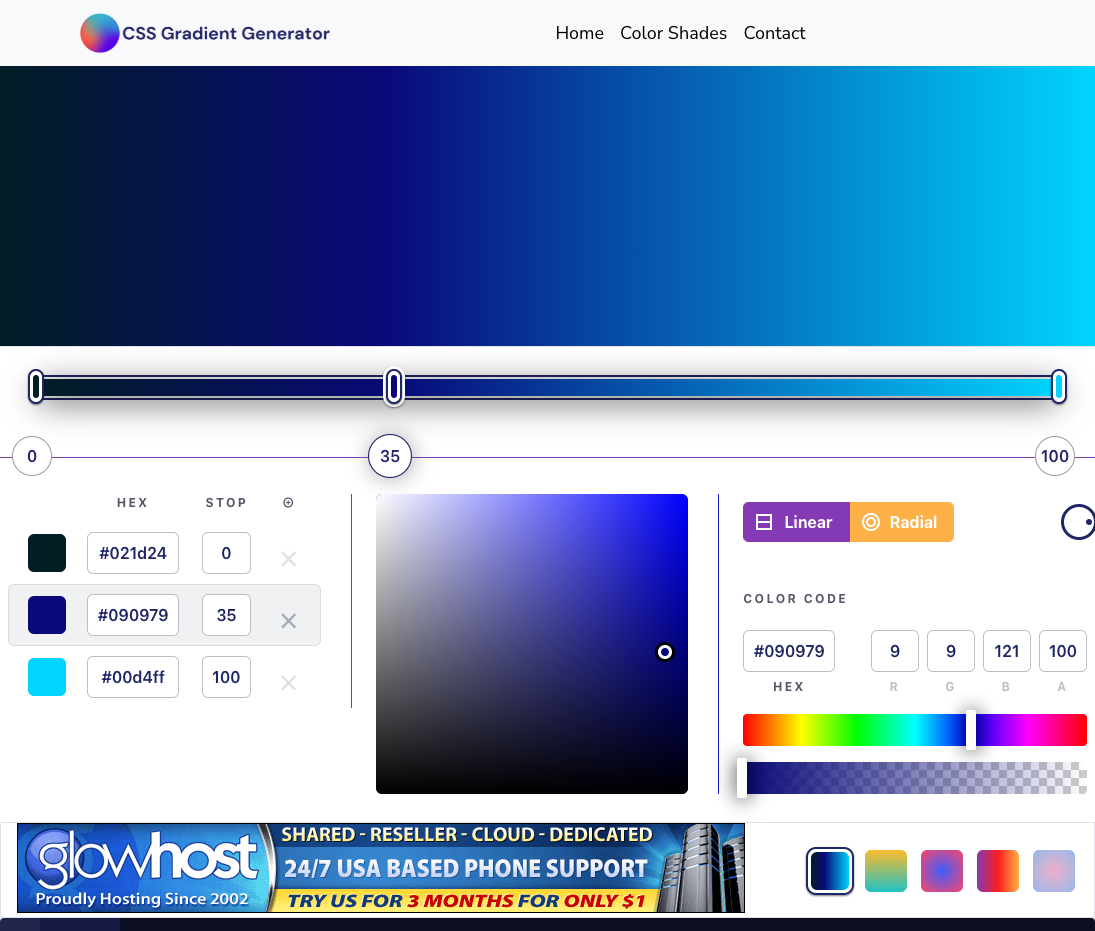 CSS Gradient Generator
Home Color Shades Contact
0 35 100
HEX STOP
#021d24 0
#090979 35
#00d4ff 100
Linear Radial
COLOR CODE
#090979 9 9 121 100
HEX R G B A
glowhost
Proudly Hosting Since 2002
SHARED - RESELLER - CLOUD - DEDICATED
24/7 USA BASED PHONE SUPPORT
TRY US FOR 3 MONTHS FOR ONLY $1